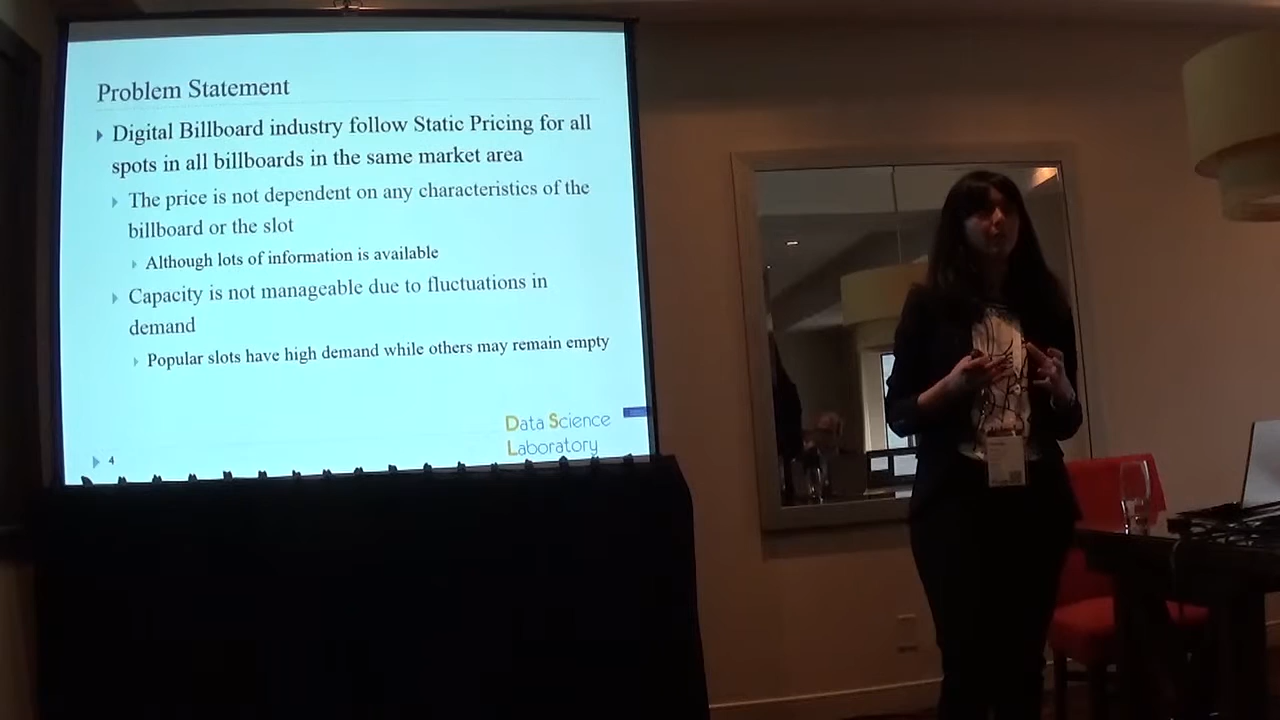 Problem Statement
Digital Billboard industry follow Static Pricing for all
spots in all billboards in the same market area
The price is not dependent on any characteristics of the
billboard or the slot
Although lots of information is available
Capacity is not manageable due to fluctuations in
demand
Popular slots have high demand while others may remain empty
Data Science
Laboratory
4